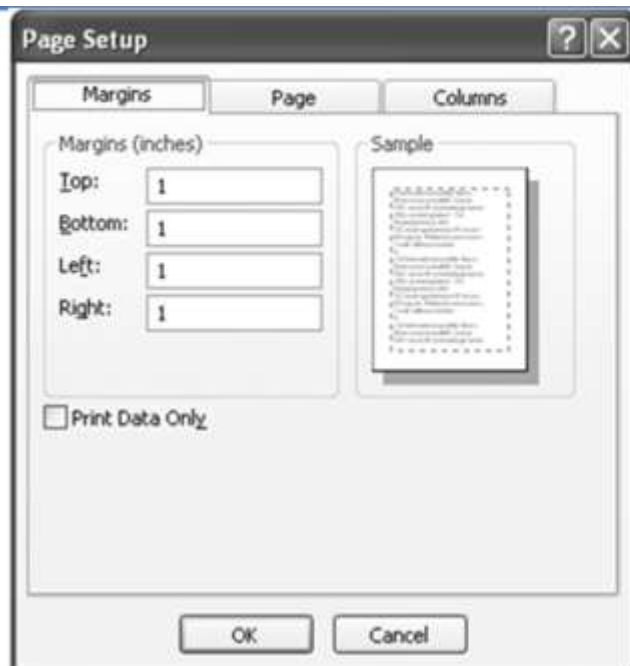 Page Setup
Margins Page Columns
Margins (inches) Sample
Top: 1
Bottom: 1
Left: 1
Right: 1
Print Data Only
OK Cancel